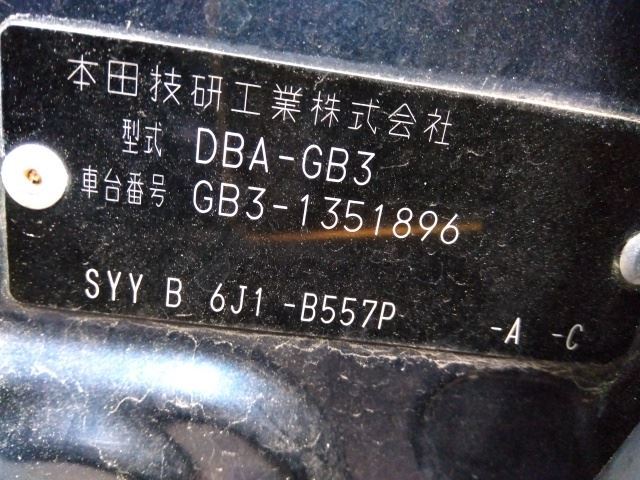 本田技研工業株式会社
型式 DBA-GB3
車台番号 GB3-1351896
SYY B 6J1 -B557P -A -C